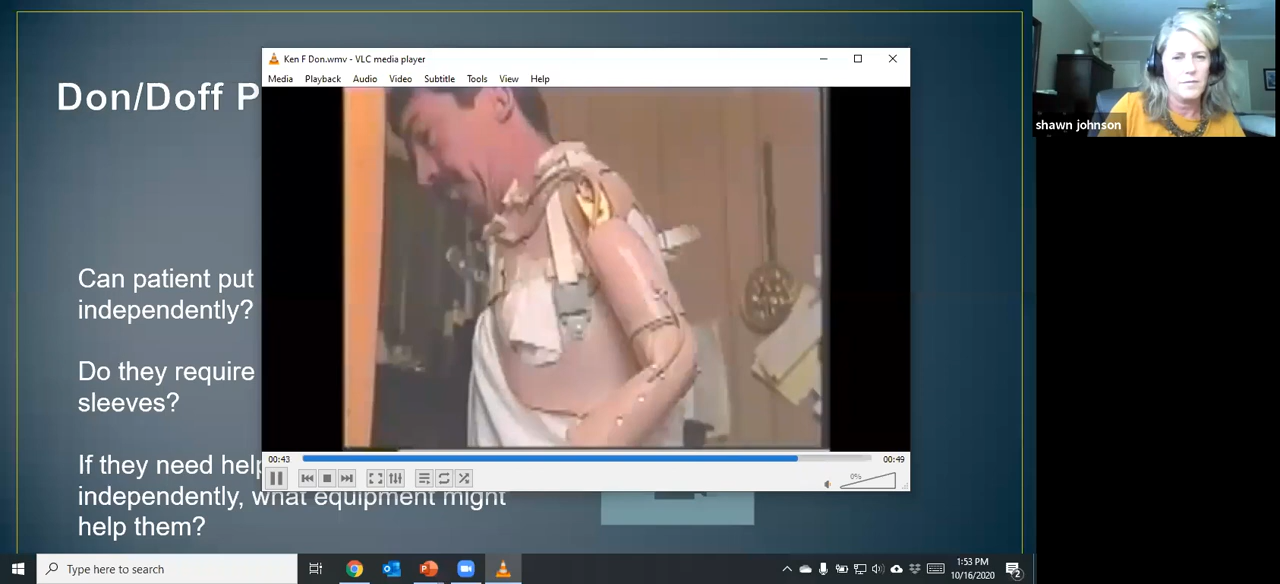 Don/Doff P
Can patient put
independently?
Do they require
sleeves?
If they need help
independently, what equipment might
help them?
Ken F Don.wmv - VLC media player
Media Playback Audio Video Subtitle Tools View Help
00:43
00:49
0%
shawn johnson
Type here to search
1:53 PM
10/16/2020
2